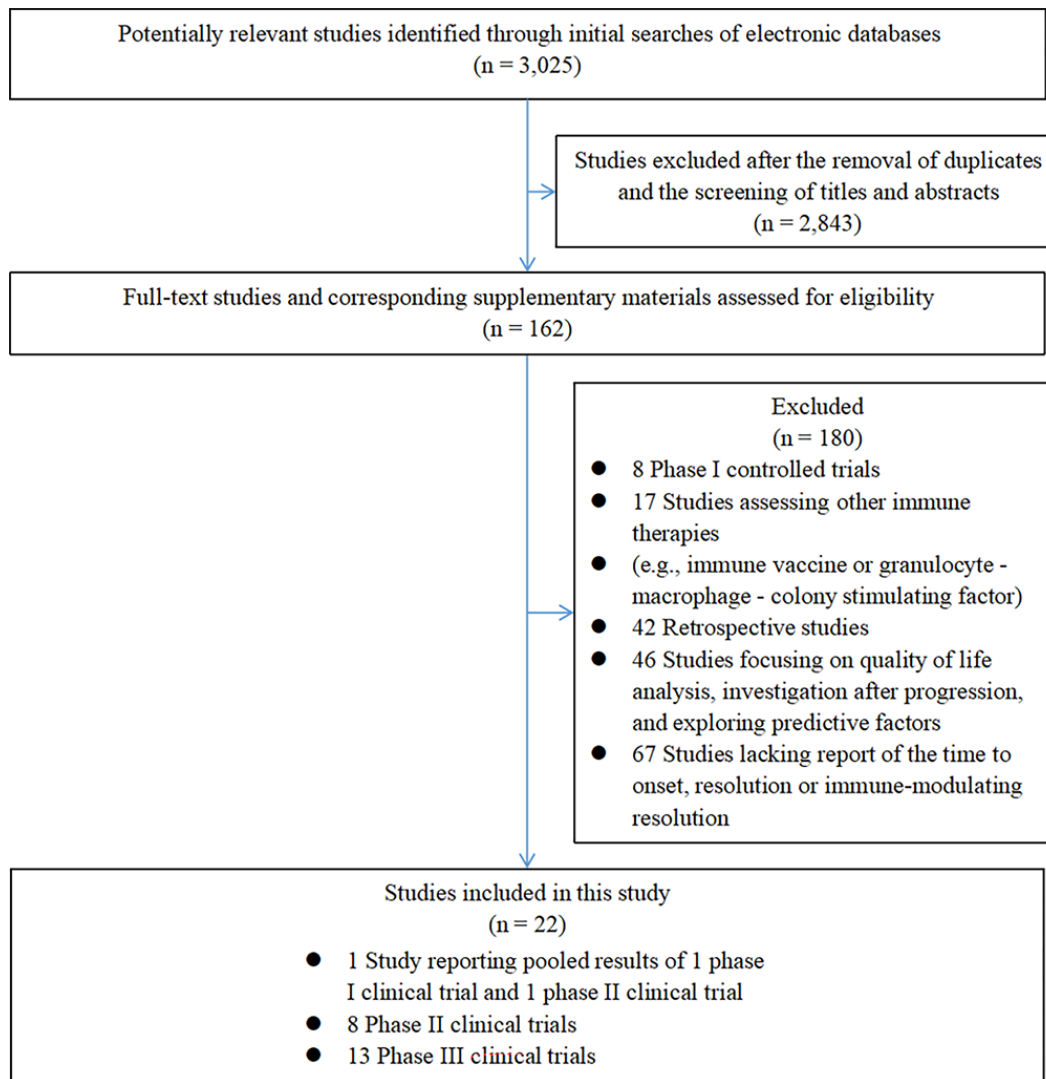 Potentially relevant studies identified through initial searches of electronic databases
(n = 3,025)
Studies excluded after the removal of duplicates
and the screening of titles and abstracts
(n = 2,843)
Full-text studies and corresponding supplementary materials assessed for eligibility
(n = 162)
Excluded
(n = 180)
● 8 Phase I controlled trials
● 17 Studies assessing other immune
therapies
● (e.g., immune vaccine or granulocyte -
macrophage - colony stimulating factor)
● 42 Retrospective studies
● 46 Studies focusing on quality of life
analysis, investigation after progression,
and exploring predictive factors
● 67 Studies lacking report of the time to
onset, resolution or immune-modulating
resolution
Studies included in this study
(n = 22)
● 1 Study reporting pooled results of 1 phase
I clinical trial and 1 phase II clinical trial
● 8 Phase II clinical trials
● 13 Phase III clinical trials